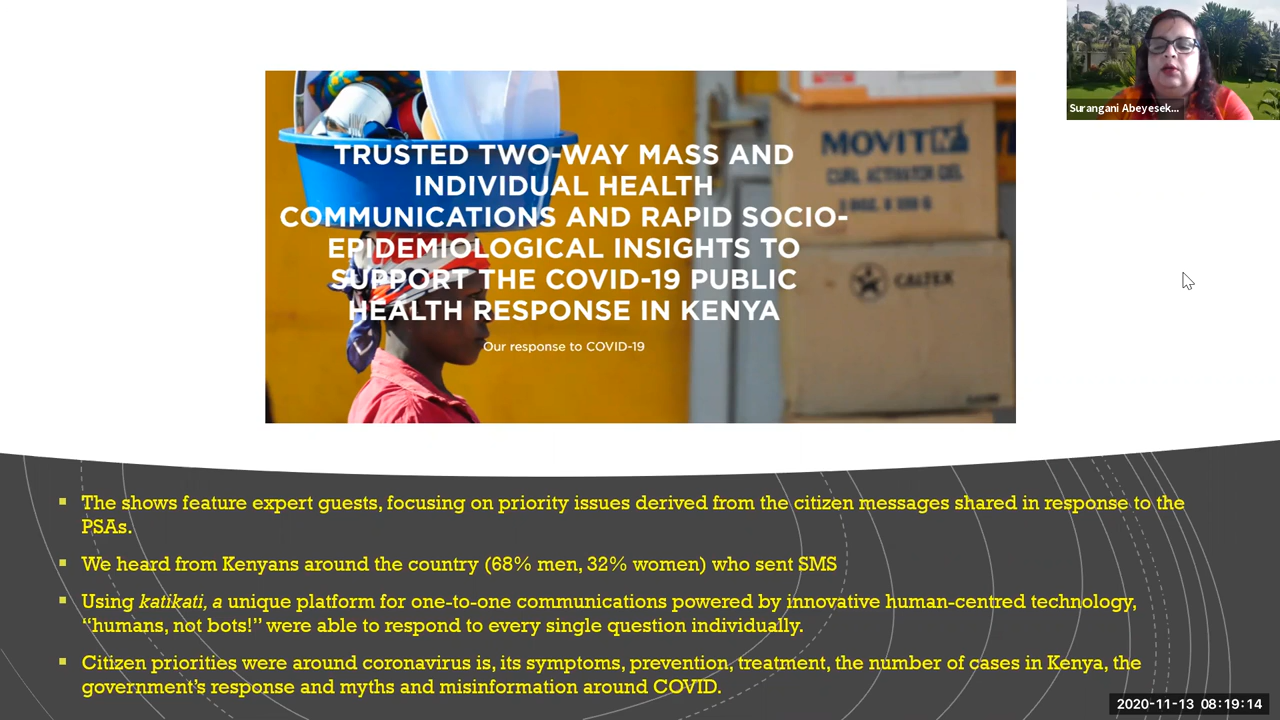 TRUSTED TWO-WAY MASS AND
INDIVIDUAL HEALTH
COMMUNICATIONS AND RAPID SOCIO-
EPIDEMIOLOGICAL INSIGHTS TO
SUPPORT THE COVID-19 PUBLIC
HEALTH RESPONSE IN KENYA
Our response to COVID-19
MOVIT
CURL ACTIVATOR GEL
CALTEX
Surangani Abeyesek...
▪ The shows feature expert guests, focusing on priority issues derived from the citizen messages shared in response to the
PSAs.
▪ We heard from Kenyans around the country (68% men, 32% women) who sent SMS
▪ Using katikati, a unique platform for one-to-one communications powered by innovative human-centred technology,
“humans, not bots!” were able to respond to every single question individually.
▪ Citizen priorities were around coronavirus is, its symptoms, prevention, treatment, the number of cases in Kenya, the
government’s response and myths and misinformation around COVID.
2020-11-13 08:19:14